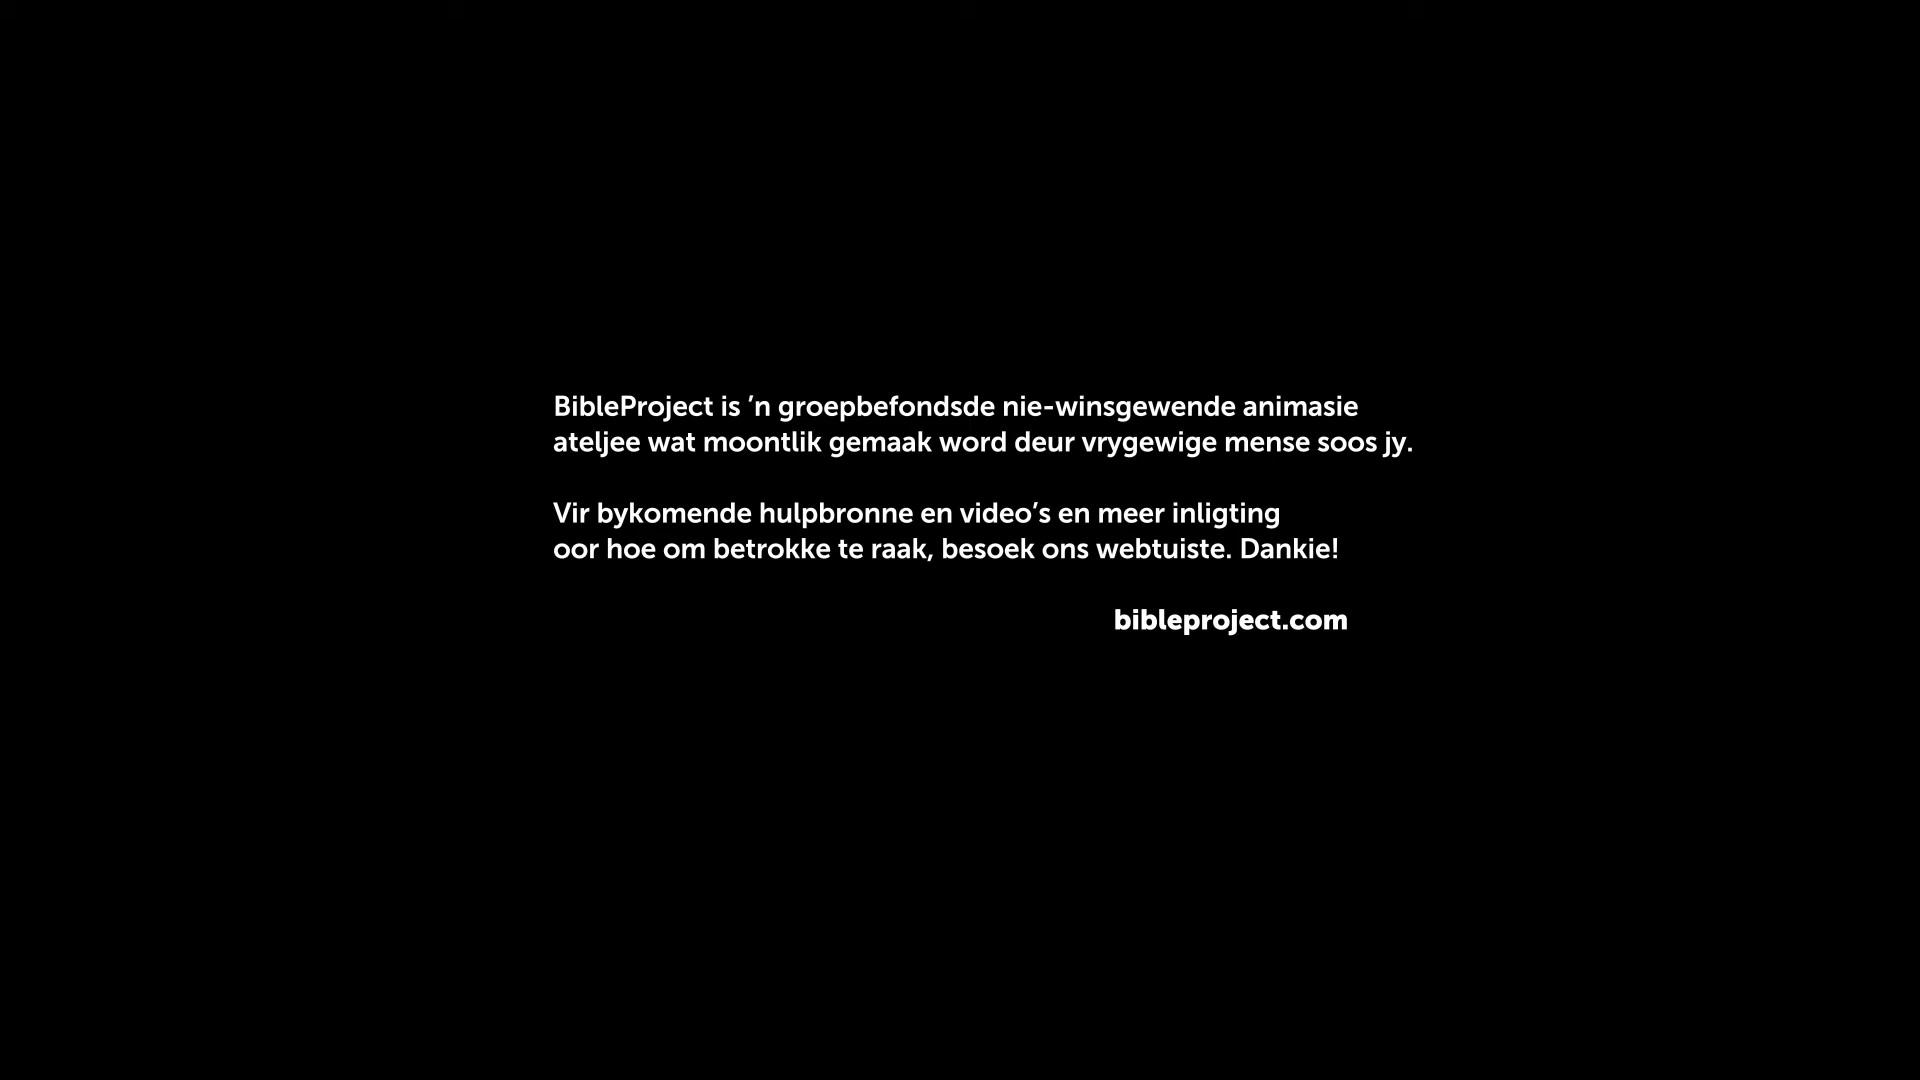 BibleProject is ’n groepbefondsde nie-winsgewende animasie
ateljee wat moontlik gemaak word deur vrygewige mense soos jy.
Vir bykomende hulpbronne en video’s en meer inligting
oor hoe om betrokke te raak, besoek ons webtuiste. Dankie!
bibleproject.com